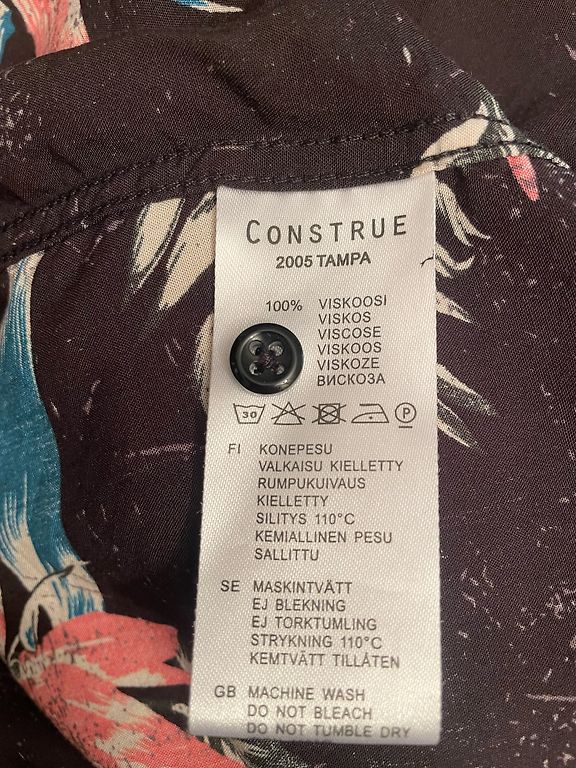 CONSTRUE
2005 TAMPA
100% VISKOOSI
VISKOS
VISCOSE
VISKOOS
VISKOZE
ВИСКОЗА
30 P
FI KONEPESU
VALKAISU KIELLETTY
RUMPUKUIVAUS
KIELLETTY
SILITYS 110°C
KEMIALLINEN PESU
SALLITTU
SE MASKINTVÄTT
EJ BLEKNING
EJ TORKTUMLING
STRYKNING 110°C
KEMTVÄTT TILLÅTEN
GB MACHINE WASH
DO NOT BLEACH
DO NOT TUMBLE DRY